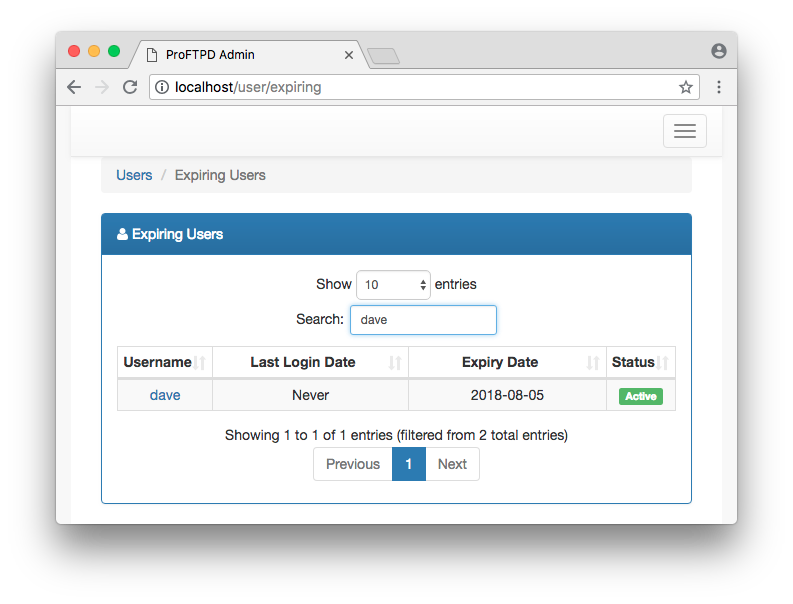 ProFTPD Admin
localhost/user/expiring
Users / Expiring Users
Expiring Users
Show 10 entries
Search: dave
Username Last Login Date Expiry Date Status
dave Never 2018-08-05 Active
Showing 1 to 1 of 1 entries (filtered from 2 total entries)
Previous 1 Next